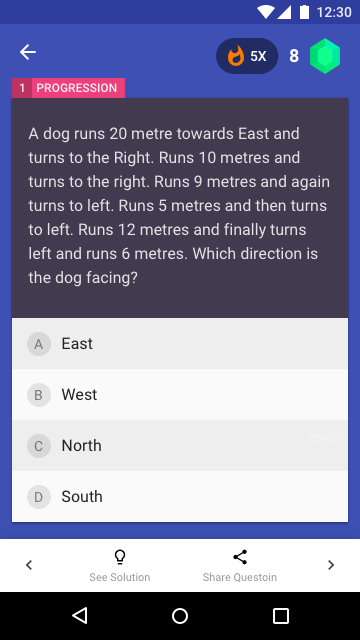 12:30
5X
8
1 PROGRESSION
A dog runs 20 metre towards East and
turns to the Right. Runs 10 metres and
turns to the right. Runs 9 metres and again
turns to left. Runs 5 metres and then turns
to left. Runs 12 metres and finally turns
left and runs 6 metres. Which direction is
the dog facing?
A East
B West
C North
REPORT
D South
See Solution
Share Questoin